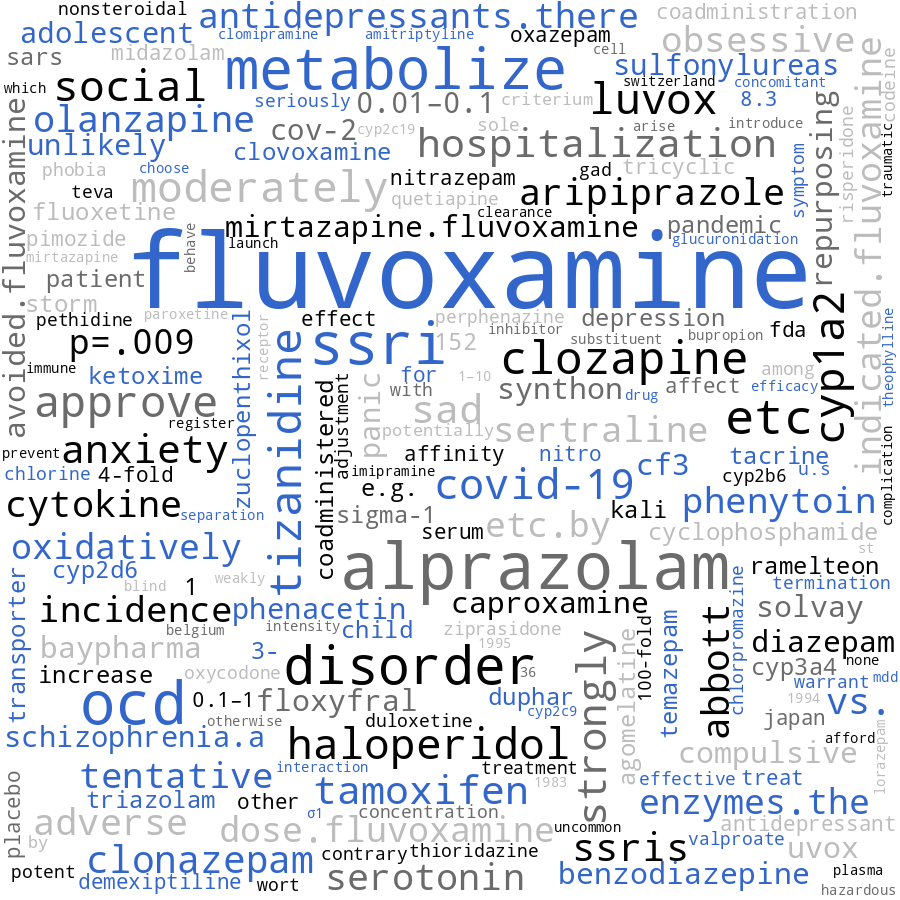 nonsteroidal
antidepressants.there
coadministration
adolescent
clomipramine
amitriptyline
oxazepam
obsessive
sars
midazolam
metabolize
cell
sulfonylureas
which
social
seriously
0.01–0.1
criterium
luvox
switzerland
concomitant
8.3
codeine
olanzapine
cov-2
cyp2c19
sole
arise
introduce
unlikely
clovoxamine
hospitalization
traumatic
phobia
choose
moderately
nitrazepam
tricyclic
gad
symptom
repurposing
risperidone
teva
quetiapine
aripiprazole
fluoxetine
clearance
mirtazapine.fluvoxamine
pandemic
pimozide
launch
glucuronidation
mirtazapine
behave
fluvoxamine
patient
avoided.fluvoxamine
indicated.fluvoxamine
storm
pethidine
paroxetine
effect
perphenazine
depression
cyp1a2
theophylline
p=.009
receptor
ssri
152
inhibitor
substituent
bupropion
fda
immune
ketoxime
zuclopenthixol
tizanidine
for
1–10
clozapine
among
approve
with
synthon
drug
affect
efficacy
register
coadministered
adjustment
panic
sad
potentially
sertraline
etc
prevent
anxiety
imipramine
affinity
nitro
cf3
tacrine
chlorine
4-fold
e.g.
covid-19
cyp2b6
u.s
complication
cytokine
separation
sigma-1
serum
etc.by
kali
phenytoin
cyclophosphamide
oxidatively
alprazolam
st
cyp2d6
blind
1
weakly
ramelteon
termination
transporter
incidence
phenacetin
caproxamine
solvay
belgium
intensity
child
ziprasidone
1995
strongly
agomelatine
100-fold
temazepam
abbott
chlorpromazine
diazepam
baypharma
3-
cyp3a4
none
increase
oxycodone
disorder
36
warrant
mdd
ocd
0.1–1
floxyfral
duphar
cyp2c9
1994
vs.
otherwise
duloxetine
japan
afford
schizophrenia.a
haloperidol
compulsive
lorazepam
tentative
interaction
treatment
1983
effective
treat
placebo
triazolam
other
tamoxifen
enzymes.the
σ1
concentration.
adverse
dose.fluvoxamine
uncommon
antidepressant
by
clonazepam
contrary
thioridazine
ssris
valproate
uvox
potent
demexiptiline
wort
serotonin
benzodiazepine
plasma
hazardous